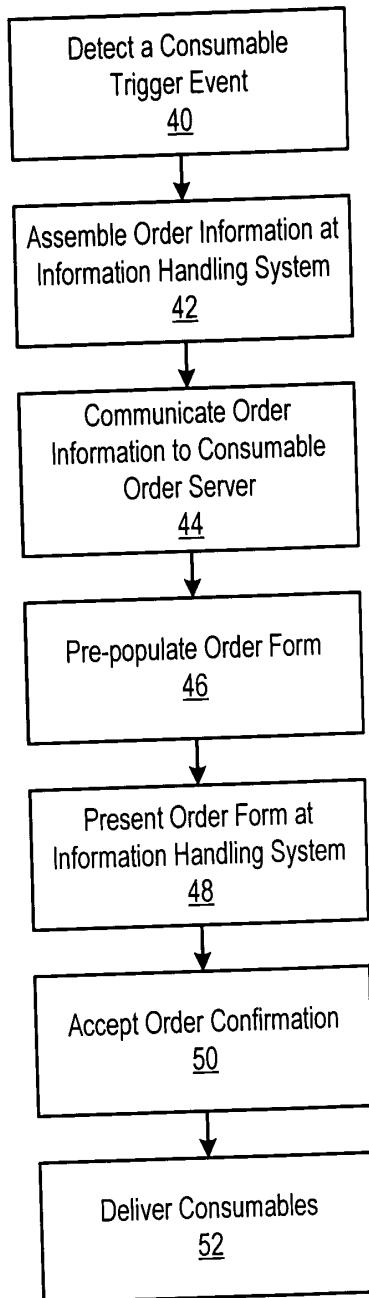 Detect a Consumable
Trigger Event
40
Assemble Order Information at
Information Handling System
42
Communicate Order
Information to Consumable
Order Server
44
Pre-populate Order Form
46
Present Order Form at
Information Handling System
48
Accept Order Confirmation
50
Deliver Consumables
52